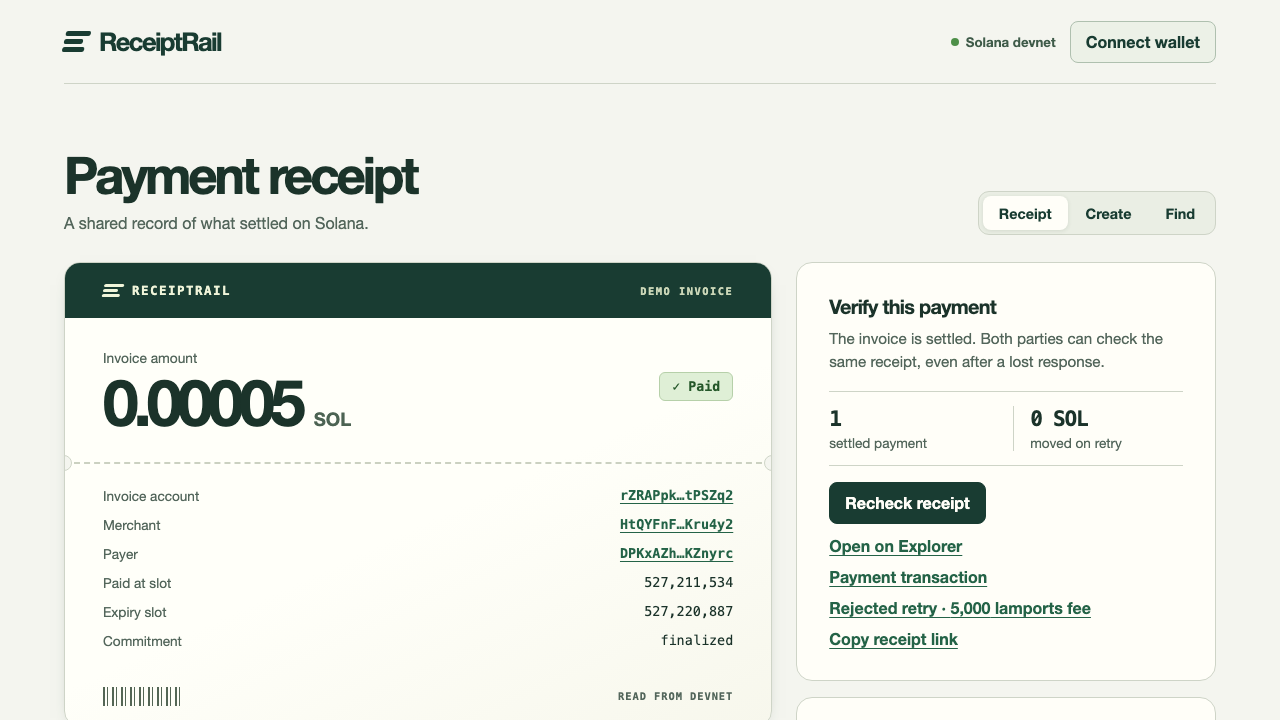 ReceiptRail
Solana devnet
Connect wallet
Payment receipt
A shared record of what settled on Solana.
Receipt
Create
Find
RECEIPTRAIL
DEMO INVOICE
Invoice amount
0.00005 SOL
✓ Paid
Invoice account rZRAPpk…tPSZq2
Merchant HtQYFnF…Kru4y2
Payer DPKxAZh…KZnyrc
Paid at slot 527,211,534
Expiry slot 527,220,887
Commitment finalized
READ FROM DEVNET
Verify this payment
The invoice is settled. Both parties can check the
same receipt, even after a lost response.
1
settled payment
0 SOL
moved on retry
Recheck receipt
Open on Explorer
Payment transaction
Rejected retry · 5,000 lamports fee
Copy receipt link